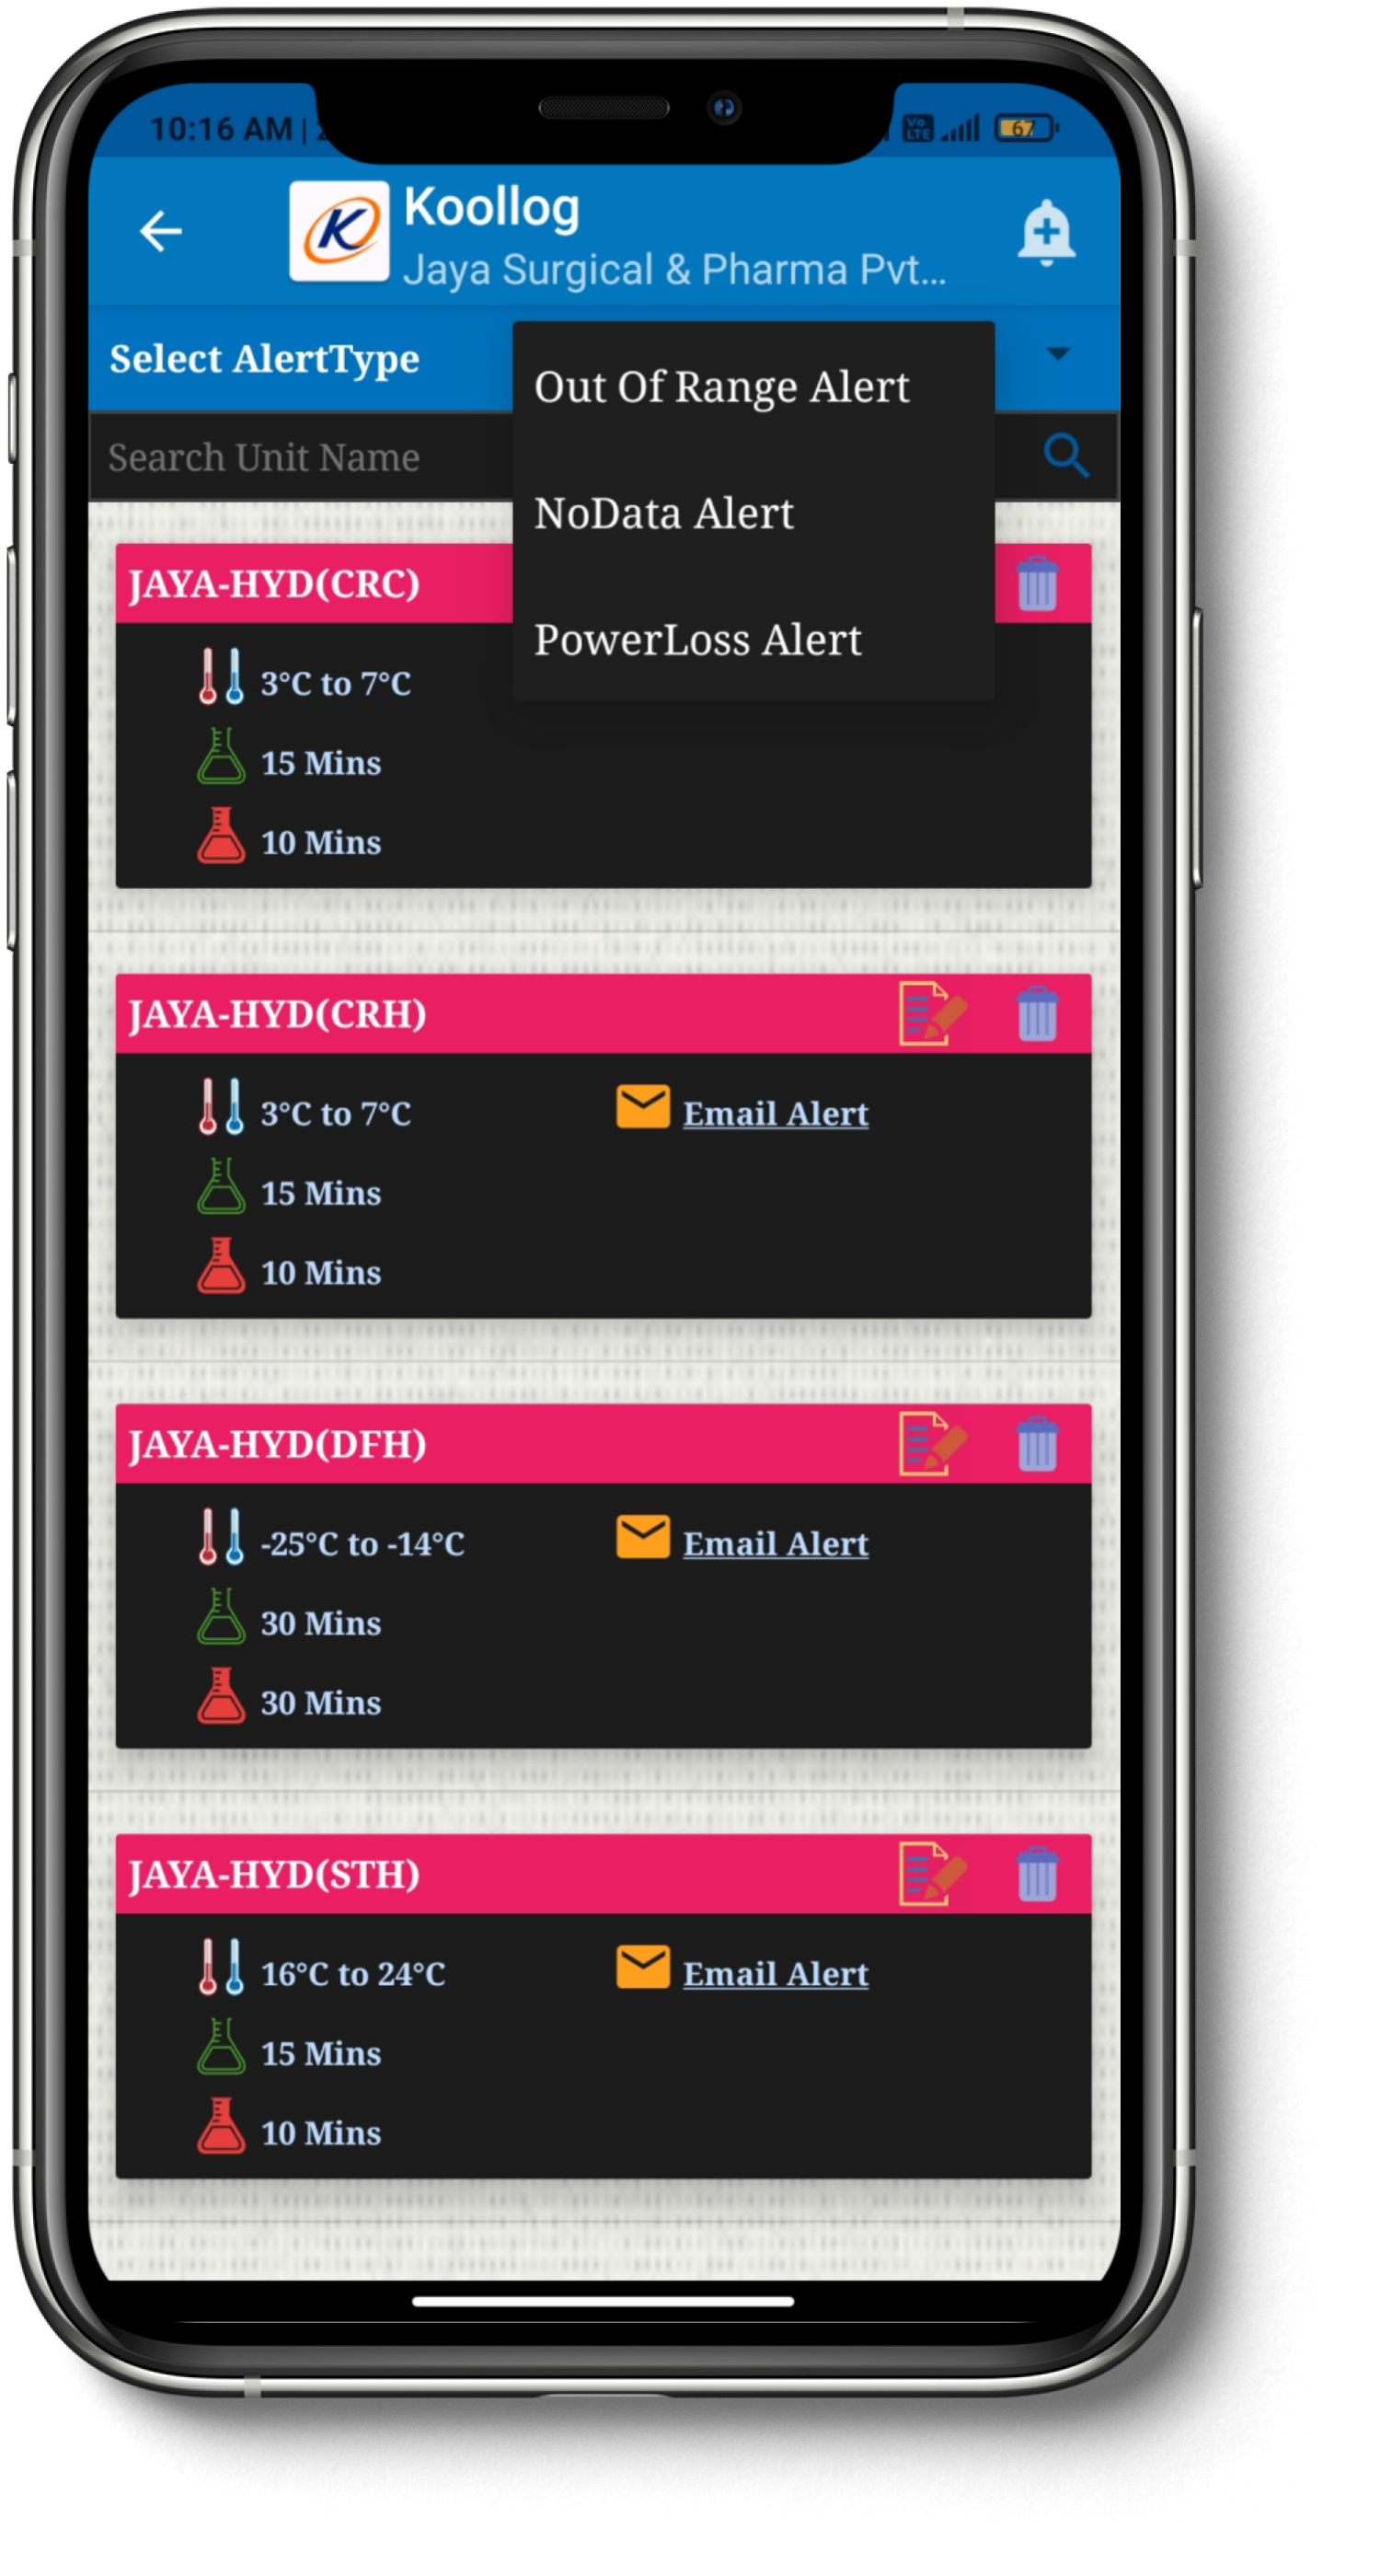 10:16 AM |
Vo LTE
67
K
Koollog
Jaya Surgical & Pharma Pvt...
Select AlertType
Out Of Range Alert
Search Unit Name
NoData Alert
JAYA-HYD(CRC)
PowerLoss Alert
3°C to 7°C
15 Mins
10 Mins
JAYA-HYD(CRH)
3°C to 7°C
Email Alert
15 Mins
10 Mins
JAYA-HYD(DFH)
-25°C to -14°C
Email Alert
30 Mins
30 Mins
JAYA-HYD(STH)
16°C to 24°C
Email Alert
15 Mins
10 Mins